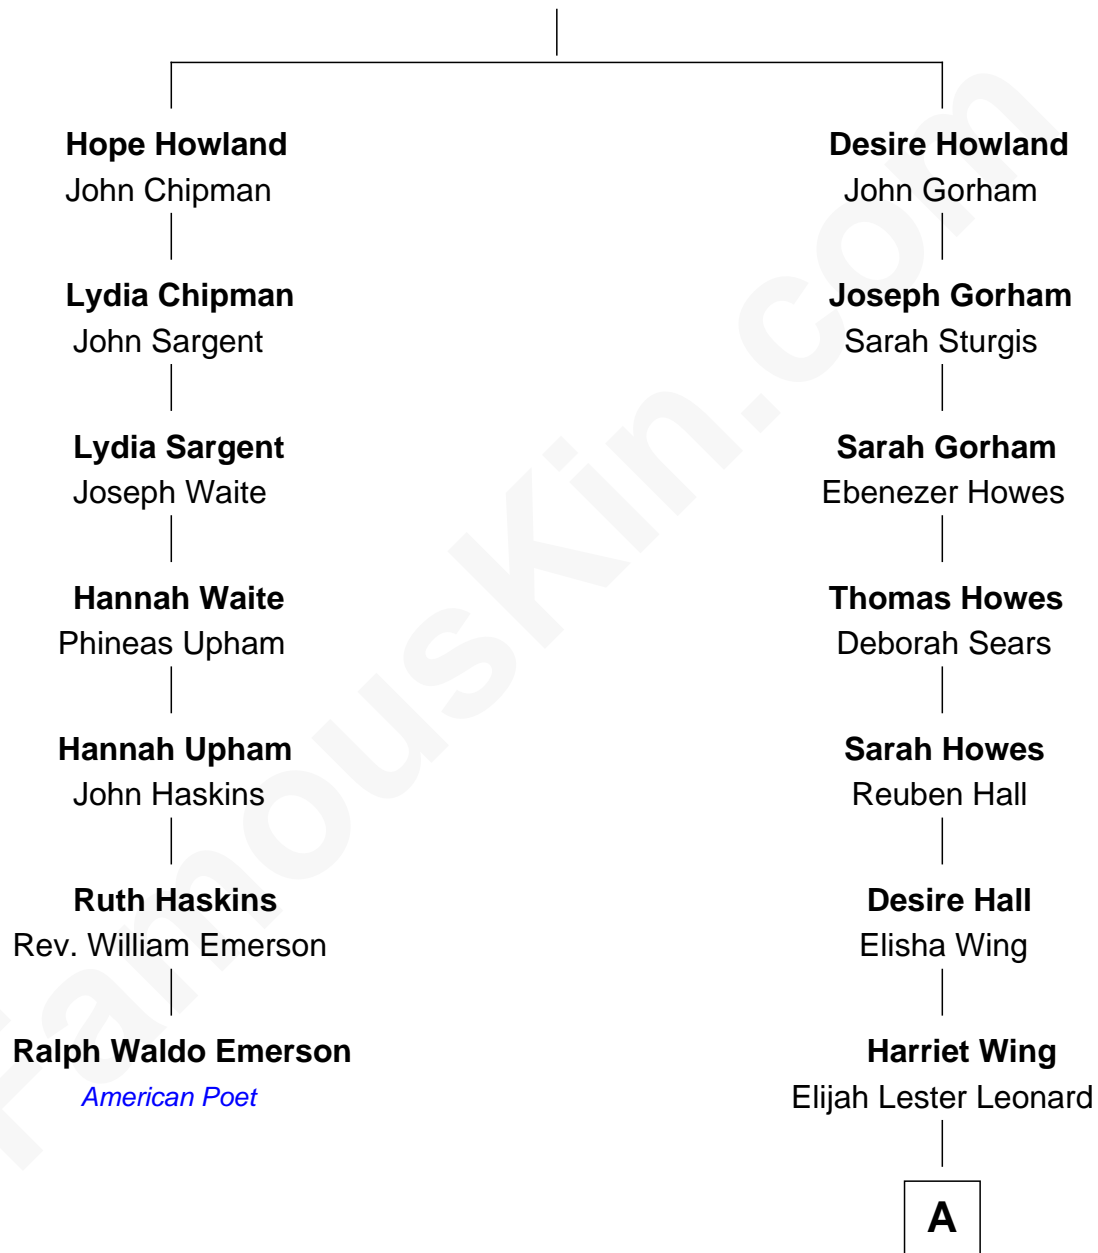 Hope Howland
John Chipman
Lydia Chipman
John Sargent
Lydia Sargent
Joseph Waite
Hannah Waite
Phineas Upham
Hannah Upham
John Haskins
Ruth Haskins
Rev. William Emerson
Ralph Waldo Emerson
American Poet
Desire Howland
John Gorham
Joseph Gorham
Sarah Sturgis
Sarah Gorham
Ebenezer Howes
Thomas Howes
Deborah Sears
Sarah Howes
Reuben Hall
Desire Hall
Elisha Wing
Harriet Wing
Elijah Lester Leonard
A
FamousKin.com